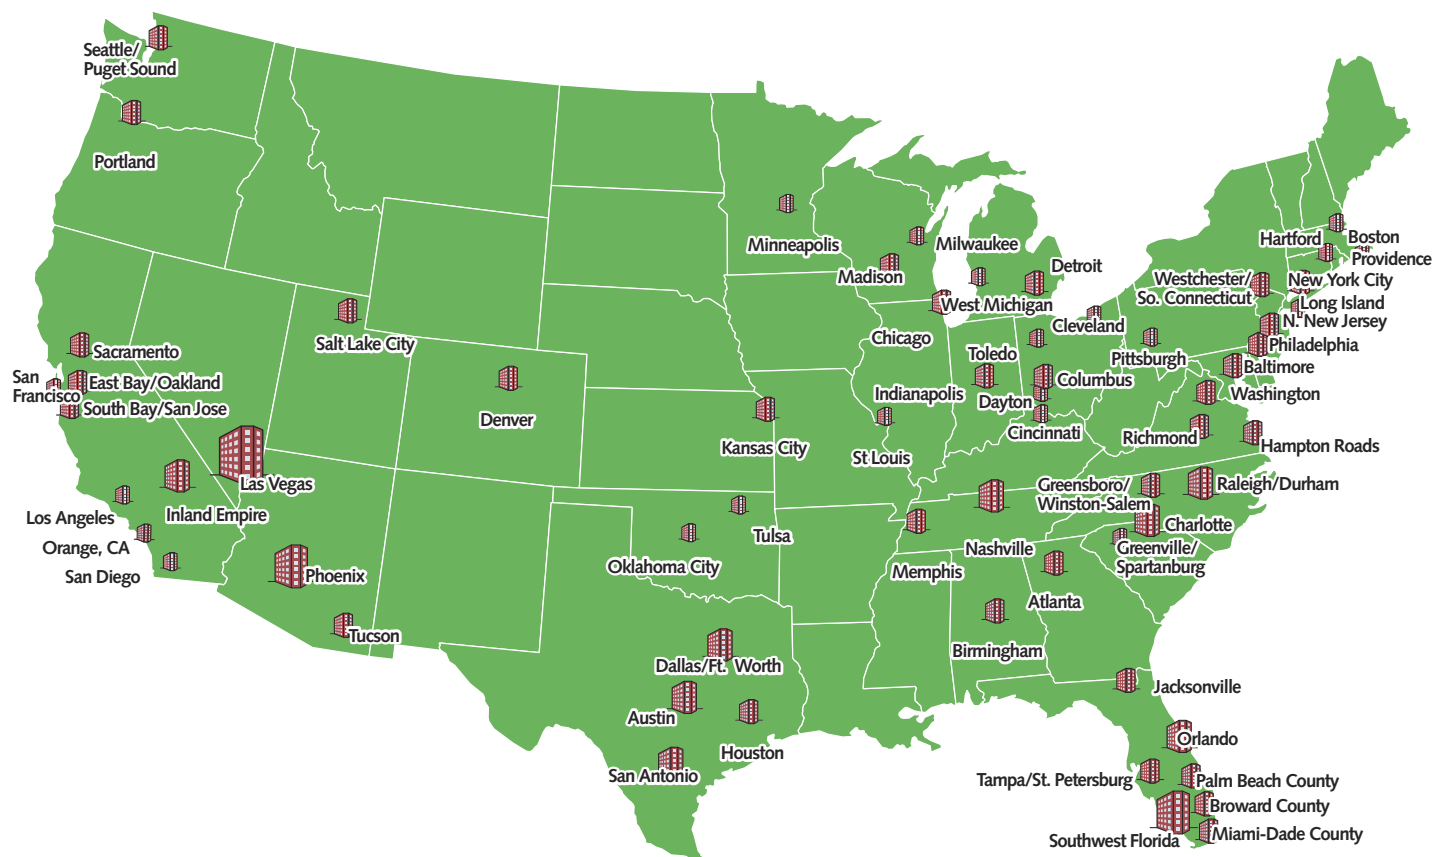 Seattle/
Puget Sound
Portland
Sacramento
San
Francisco
East Bay/Oakland
South Bay/San Jose
Los Angeles
Orange, CA
San Diego
Inland Empire
Las Vegas
Phoenix
Tucson
Salt Lake City
Denver
Minneapolis
Milwaukee
Madison
West Michigan
Detroit
Chicago
Toledo
Cleveland
Pittsburgh
Indianapolis
Dayton
Columbus
Cincinnati
Kansas City
St Louis
Tulsa
Oklahoma City
Dallas/Ft. Worth
Austin
Houston
San Antonio
Memphis
Nashville
Birmingham
Atlanta
Greensboro/
Winston-Salem
Raleigh/Durham
Charlotte
Greenville/
Spartanburg
Richmond
Hampton Roads
Washington
Baltimore
Philadelphia
N. New Jersey
Long Island
New York City
Westchester/
So. Connecticut
Hartford
Boston
Providence
Jacksonville
Orlando
Tampa/St. Petersburg
Palm Beach County
Broward County
Southwest Florida
Miami-Dade County